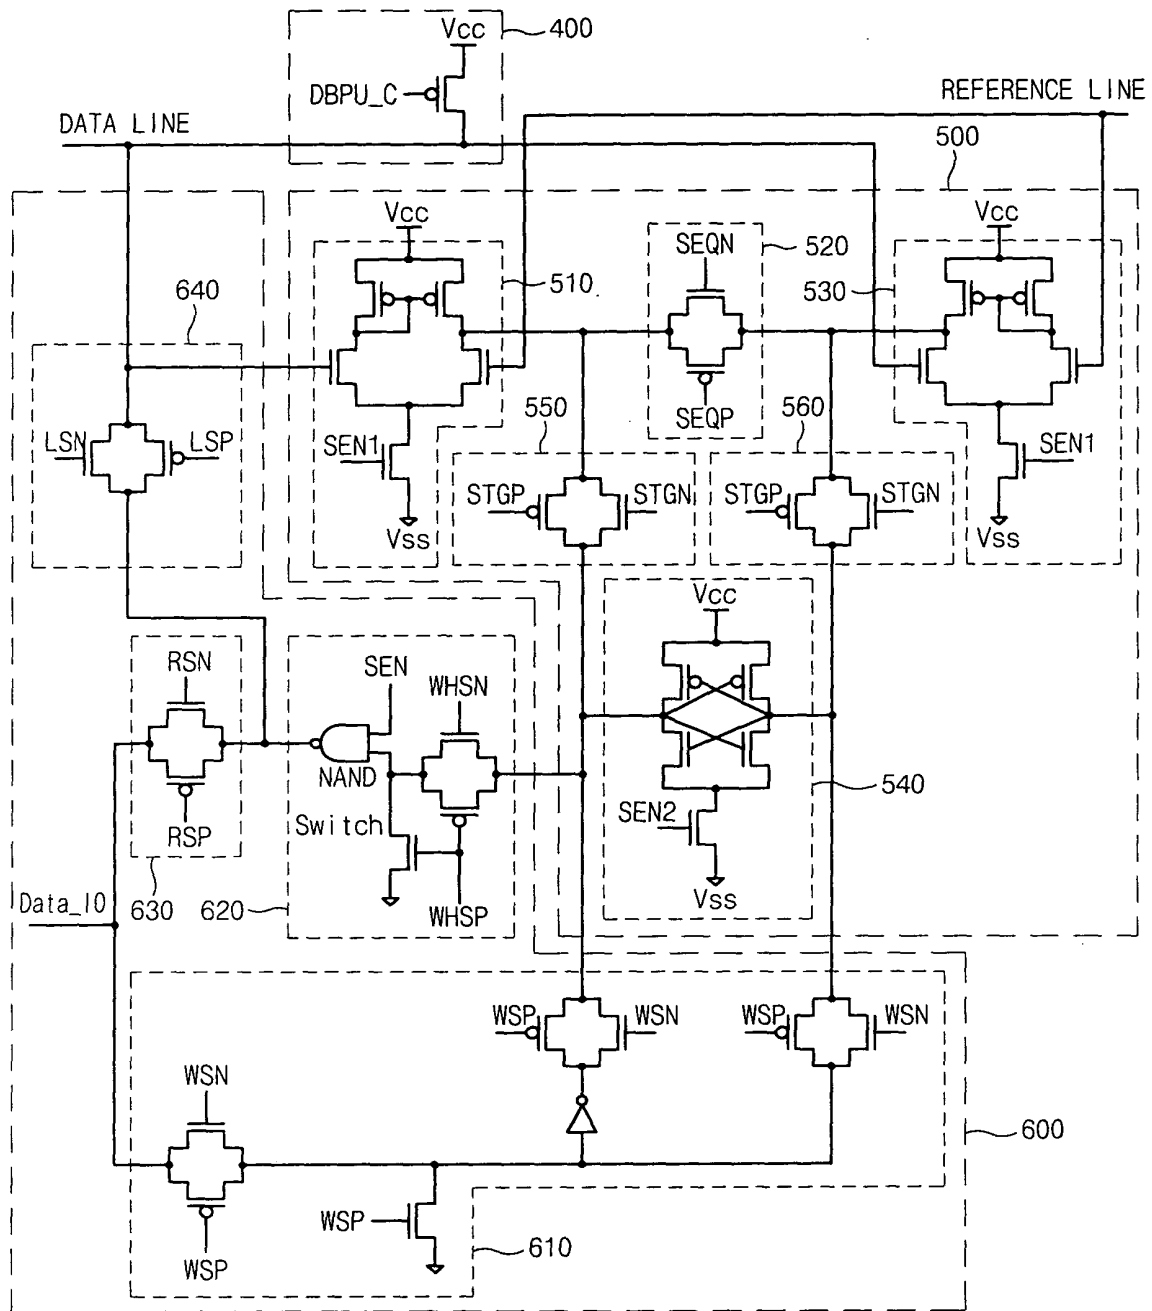 Vcc
400
DBPU_C
REFERENCE LINE
DATA LINE
500
Vcc
SEQN
520
Vcc
510
530
640
SEQP
550
560
LSN
LSP
SEN1
SEN1
STGP
STGN
STGP
STGN
Vss
Vss
Vcc
RSN
SEN
WHSN
NAND
540
SEN2
Switch
RSP
Vss
Data_IO
630
620
WHSP
WSP
WSN
WSP
WSN
WSN
600
WSP
610
WSP